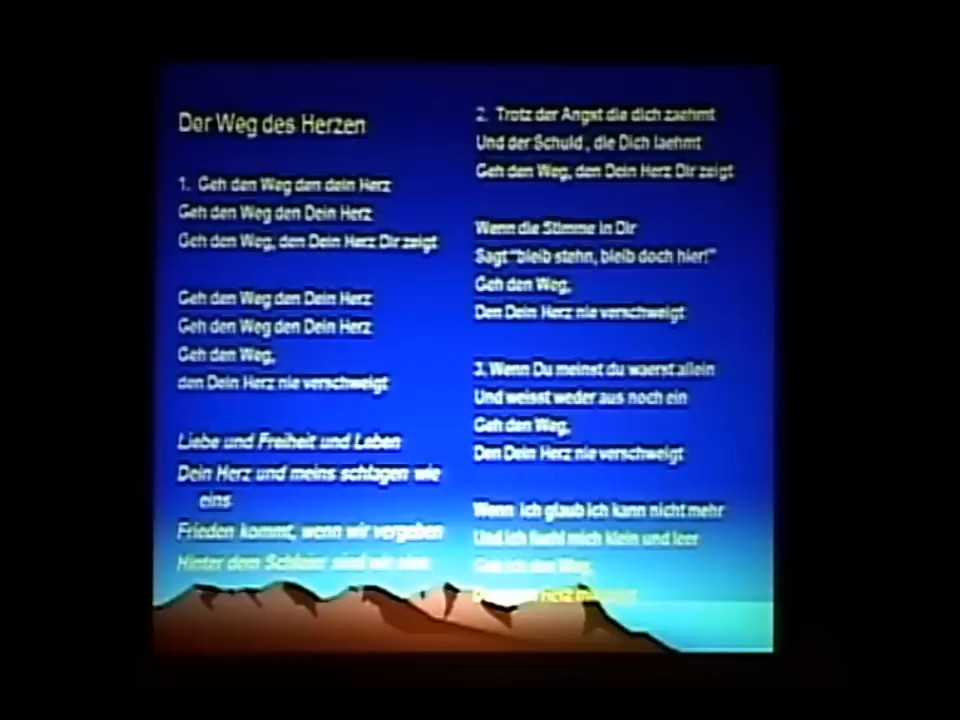 Der Weg des Herzen
1. Geh den Weg den dein Herz
Geh den Weg den Dein Herz
Geh den Weg, den Dein Herz Dir zeigt
Geh den Weg den Dein Herz
Geh den Weg den Dein Herz
Geh den Weg,
den Dein Herz nie verschweigt
Liebe und Freiheit und Leben
Dein Herz und meins schlagen wie
eins
Frieden kommt, wenn wir vergeben
Hinter dem Schleier sind wir eins
2. Trotz der Angst die dich zaehmt
Und der Schuld , die Dich laehmt
Geh den Weg, den Dein Herz Dir zeigt
Wenn die Stimme in Dir
Sagt "bleib stehn, bleib doch hier!"
Geh den Weg,
Den Dein Herz nie verschweigt
3. Wenn Du meinst du waerst allein
Und weisst weder aus noch ein
Geh den Weg,
Den Dein Herz nie verschweigt
Wenn ich glaub ich kann nicht mehr
Und ich fuehl mich klein und leer
Geh ich den Weg,
Herz